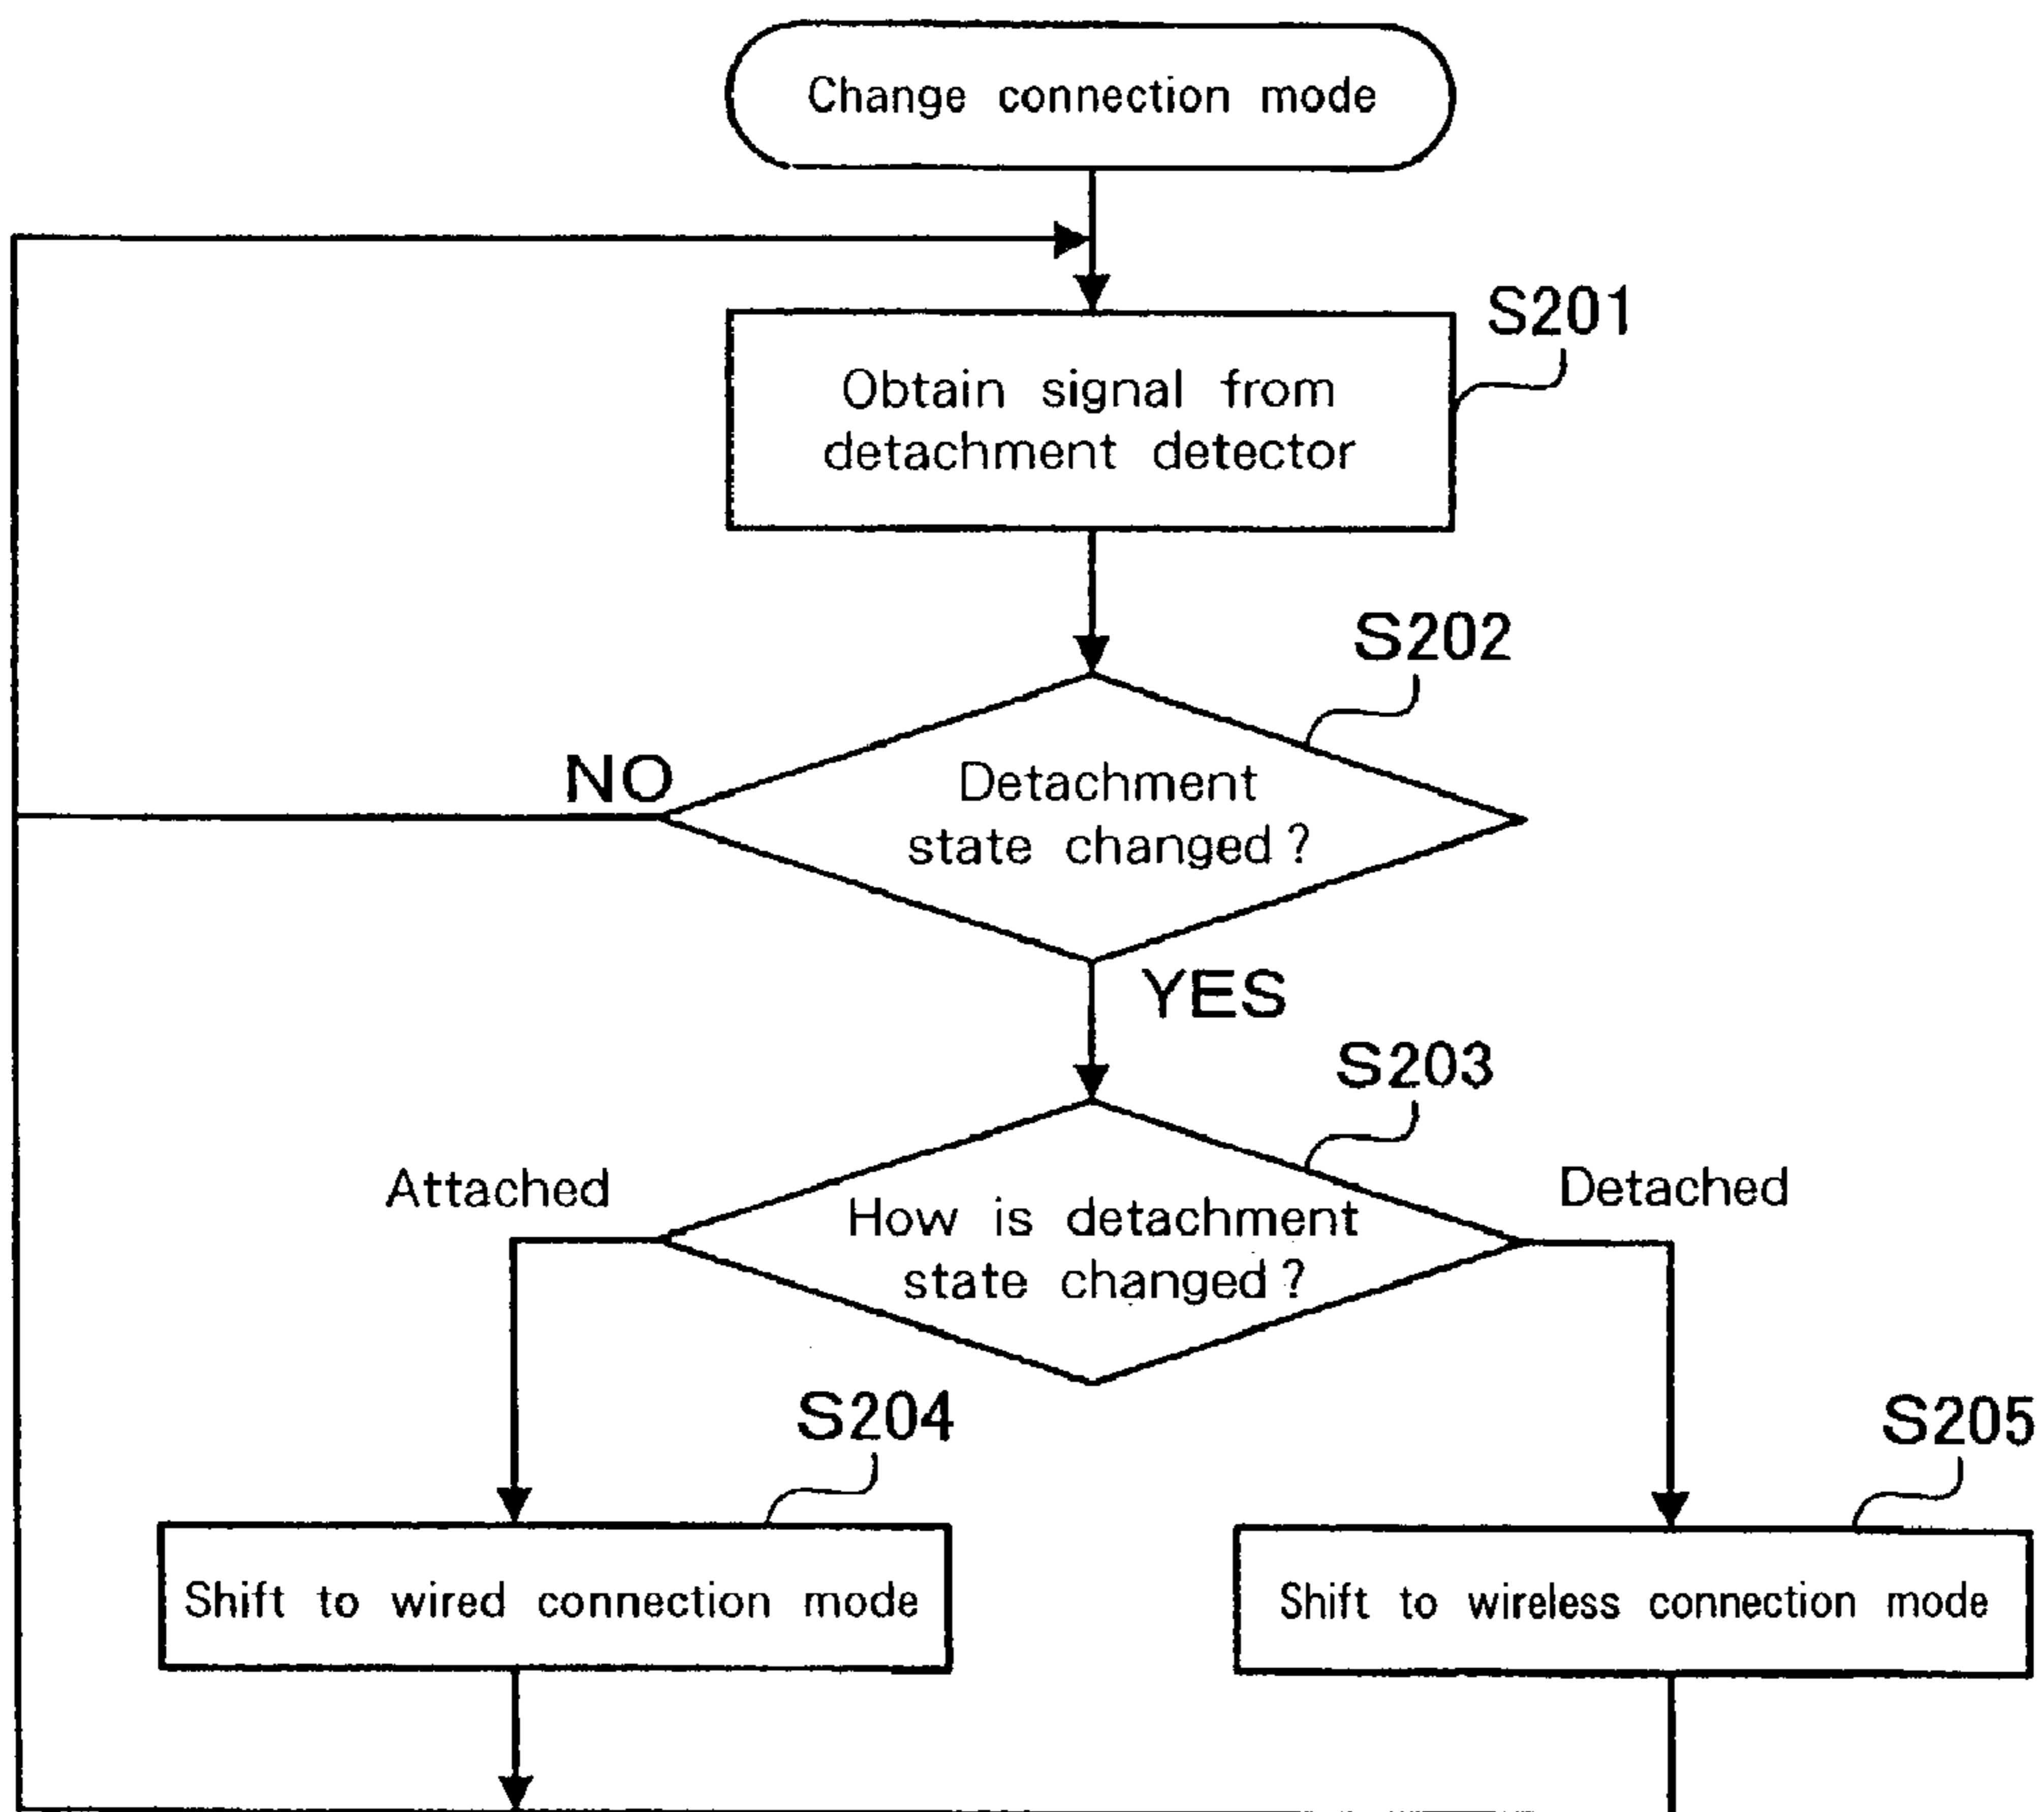 Change connection mode
S201
Obtain signal from
detachment detector
S202
NO
Detachment
state changed?
YES
S203
Attached
Detached
How is detachment
state changed?
S204
S205
Shift to wired connection mode
Shift to wireless connection mode